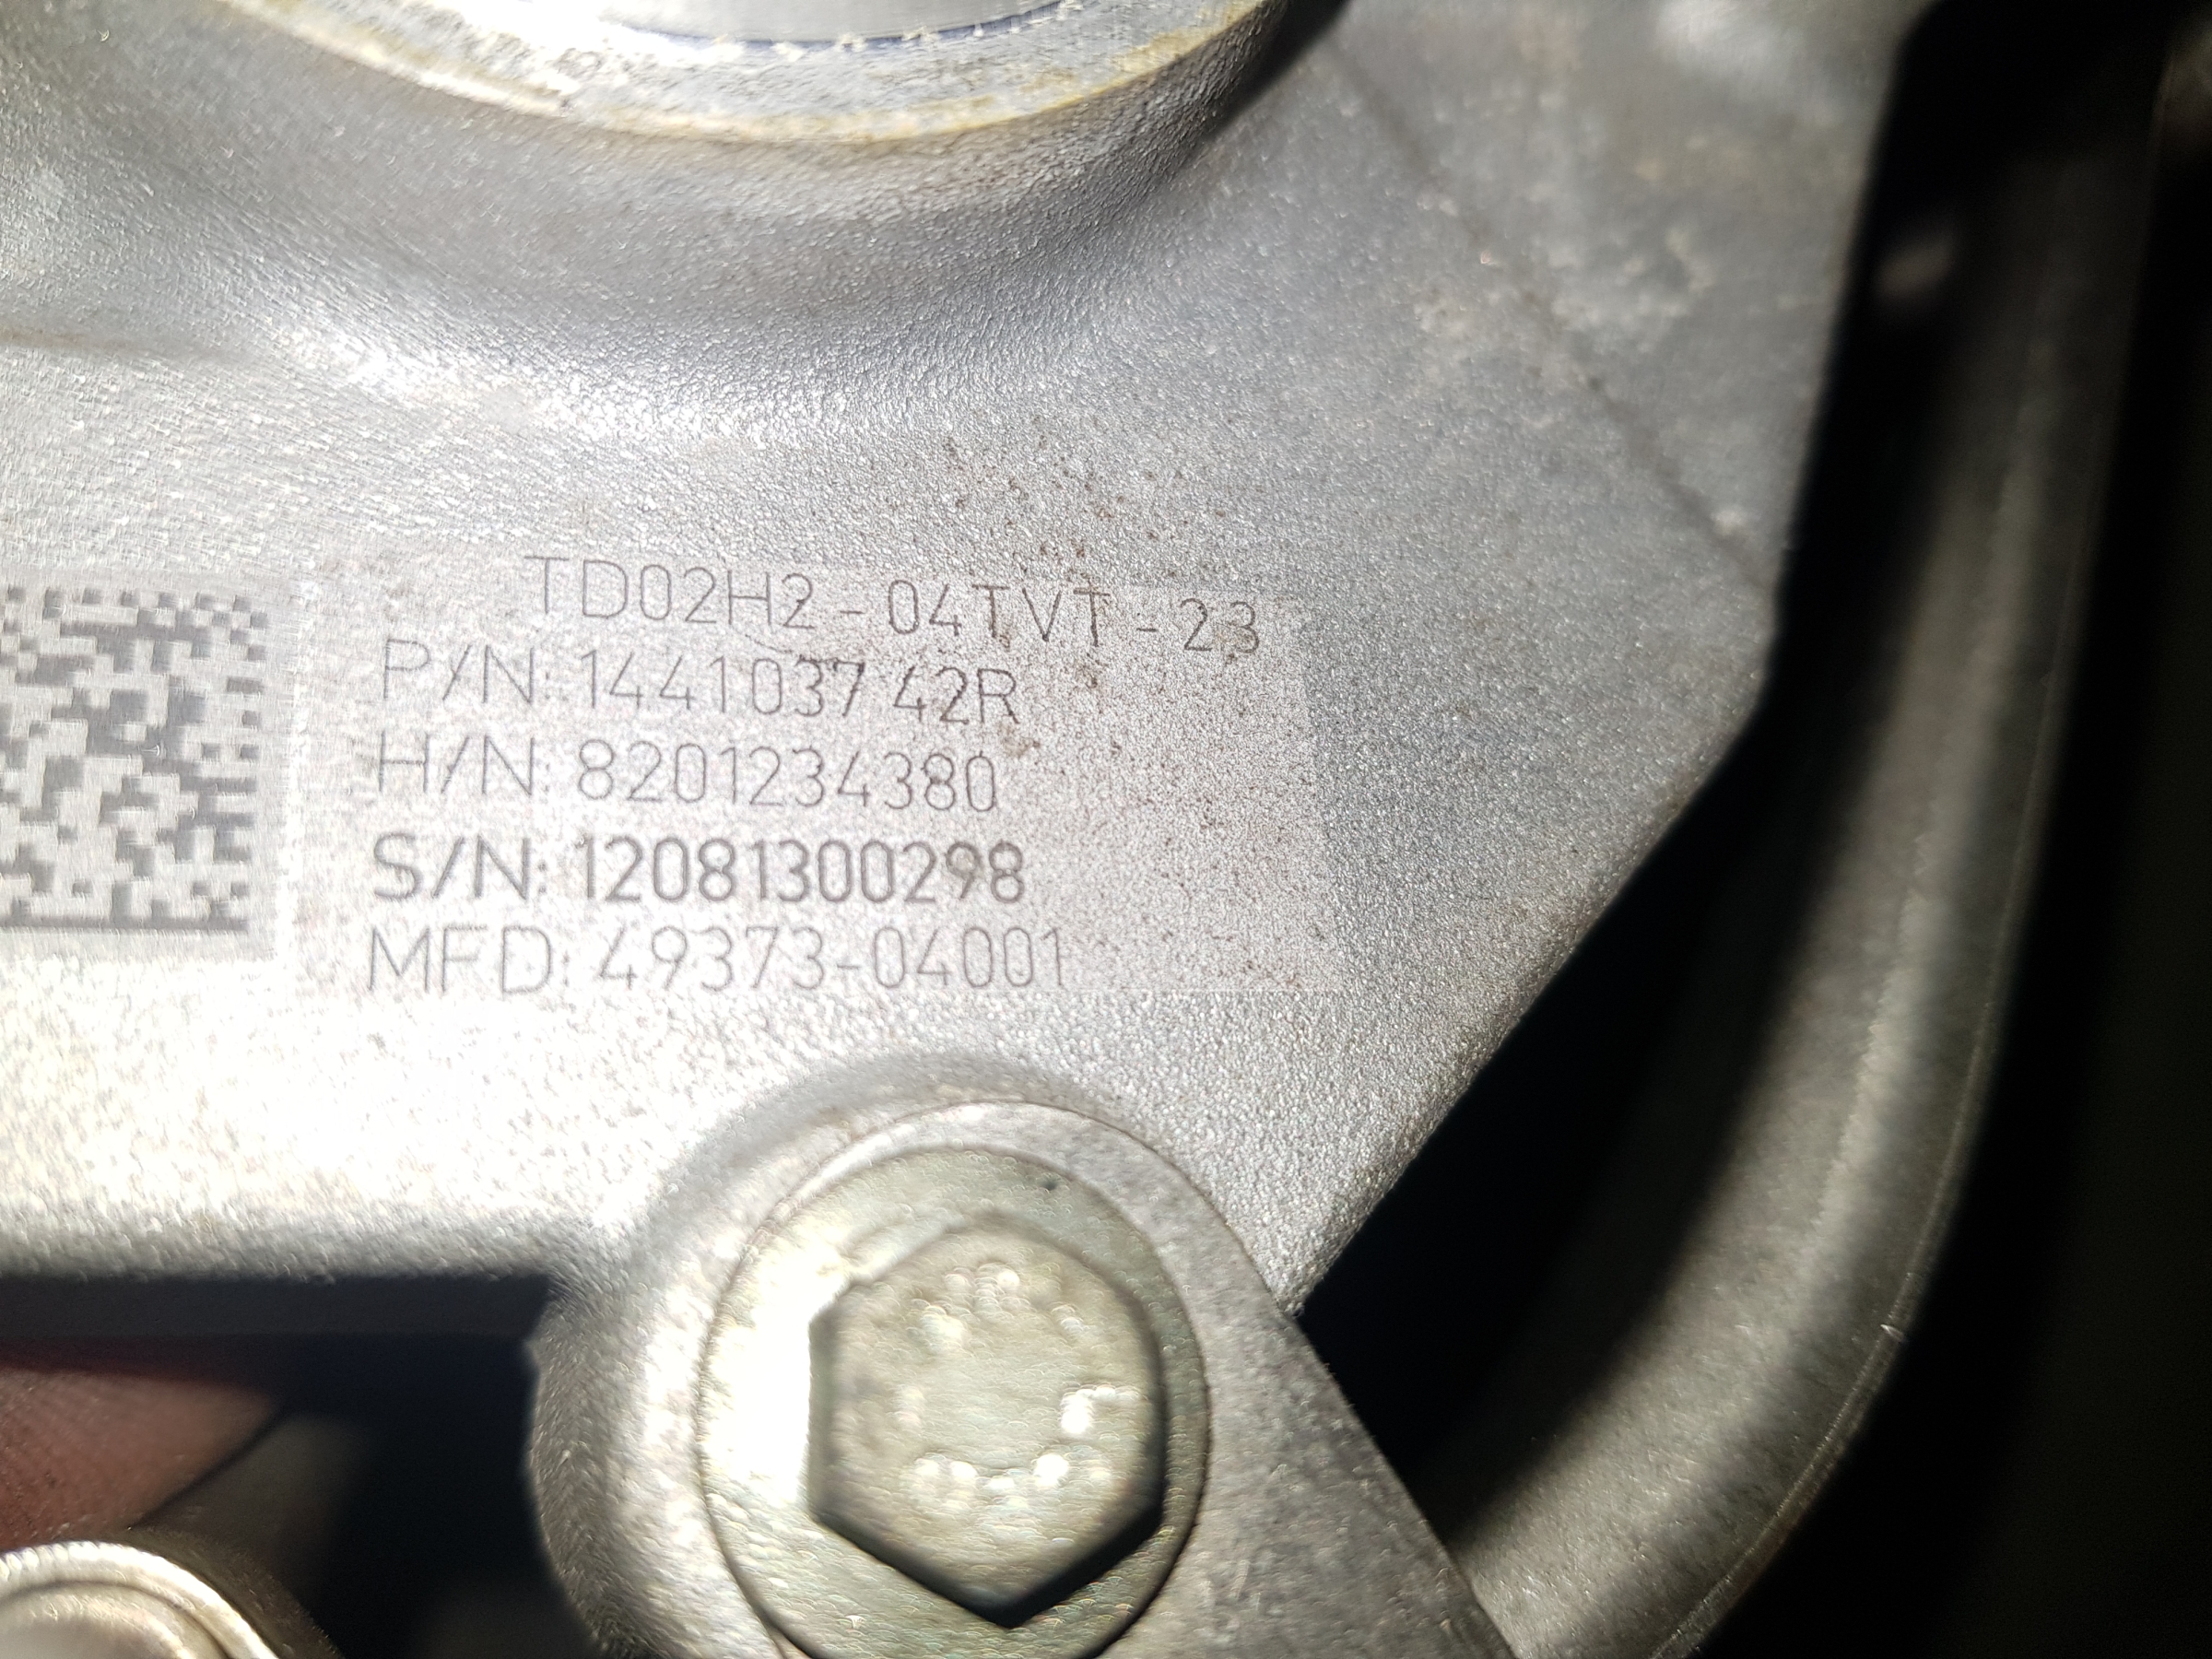 TD02H2-04TVT-23
P/N: 144103742R
H/N: 8201234380
S/N: 12081300298
MFD: 49373-04001